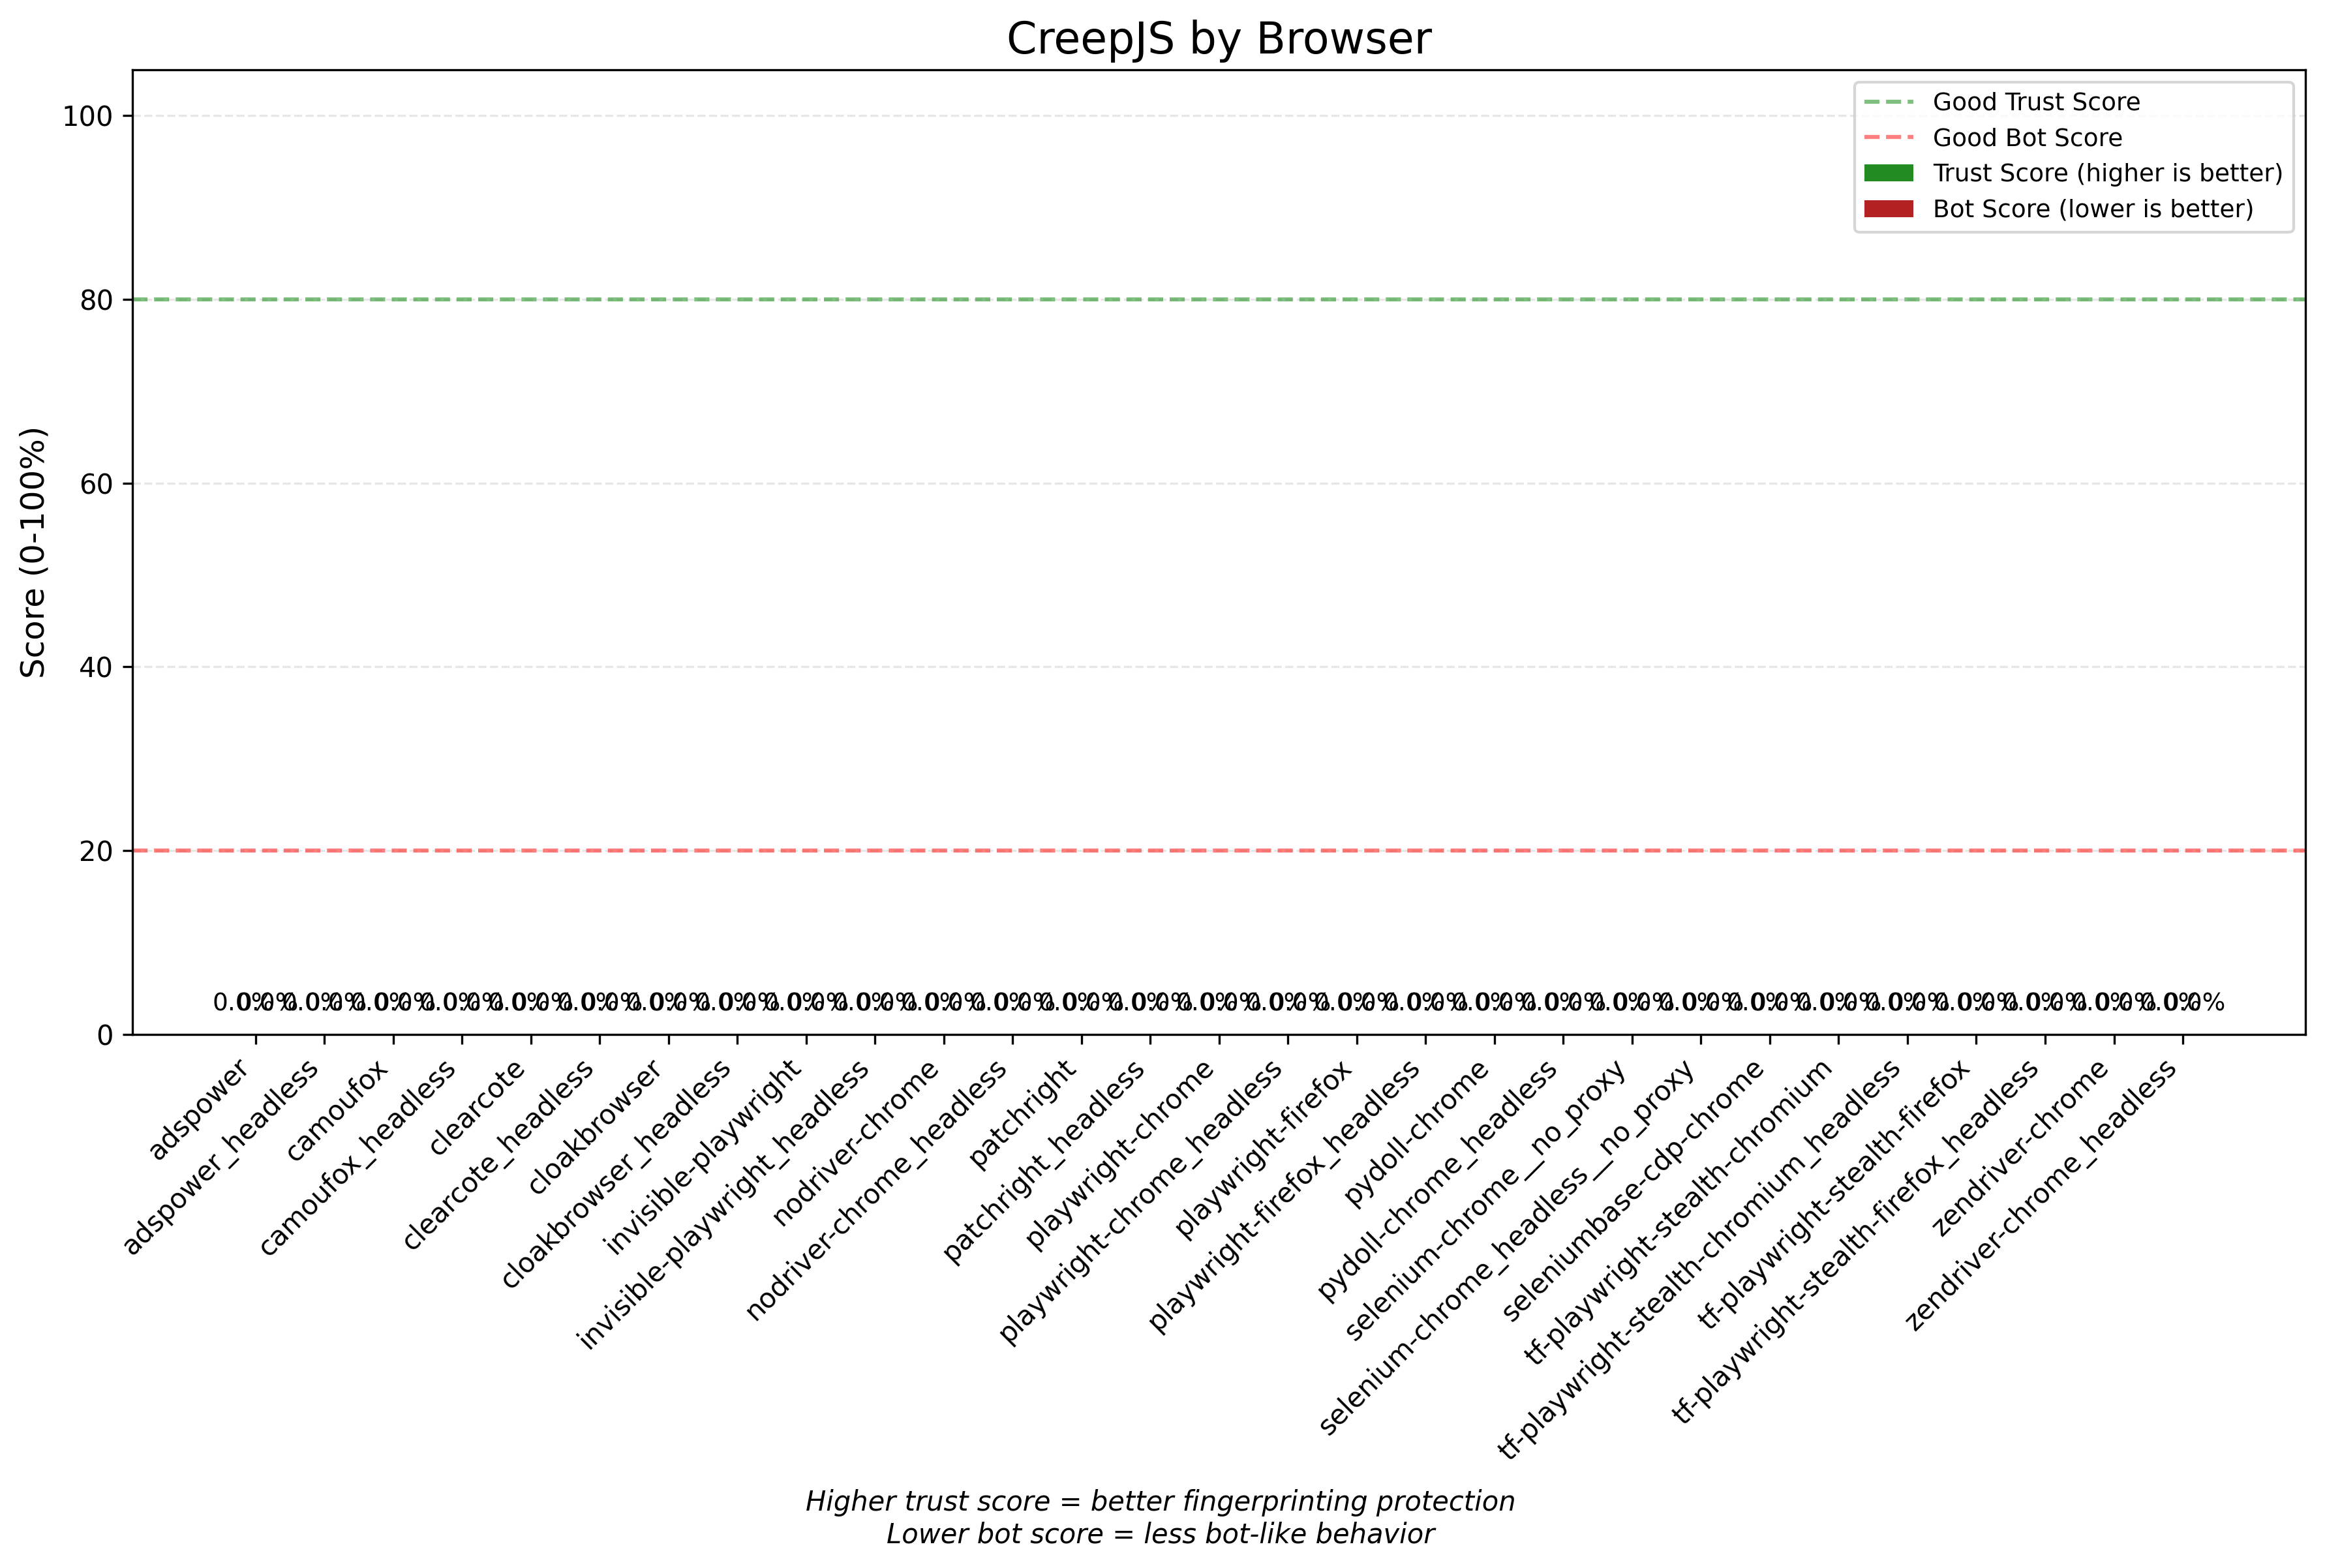 CreepJS by Browser
Good Trust Score
Good Bot Score
Trust Score (higher is better)
Bot Score (lower is better)
Score (0-100%)
100
80
60
40
20
0
adspower
adspower_headless
camoufox
camoufox_headless
clearcote
clearcote_headless
cloakbrowser
cloakbrowser_headless
invisible-playwright
invisible-playwright_headless
nodriver-chrome
nodriver-chrome_headless
patchright
patchright_headless
playwright-chrome
playwright-chrome_headless
playwright-firefox
playwright-firefox_headless
pydoll-chrome
pydoll-chrome_headless
selenium-chrome__no_proxy
selenium-chrome_headless__no_proxy
seleniumbase-cdp-chrome
tf-playwright-stealth-chromium
tf-playwright-stealth-chromium_headless
tf-playwright-stealth-firefox
tf-playwright-stealth-firefox_headless
zendriver-chrome
zendriver-chrome_headless
Higher trust score = better fingerprinting protection
Lower bot score = less bot-like behavior